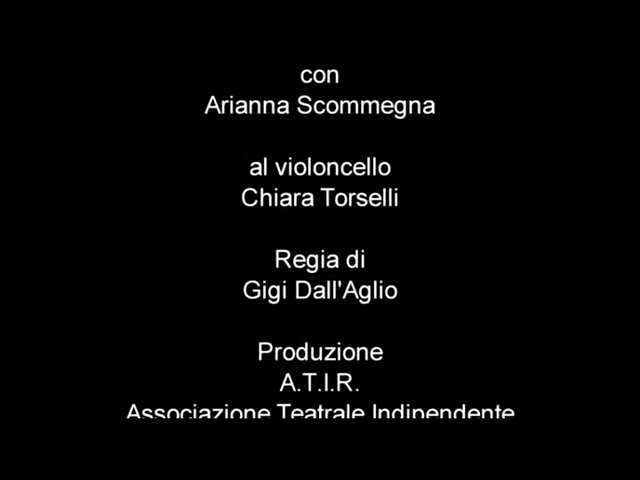 con
Arianna Scommegna
al violoncello
Chiara Torselli
Regia di
Gigi Dall'Aglio
Produzione
A.T.I.R.
Associazione Teatrale Indipendente